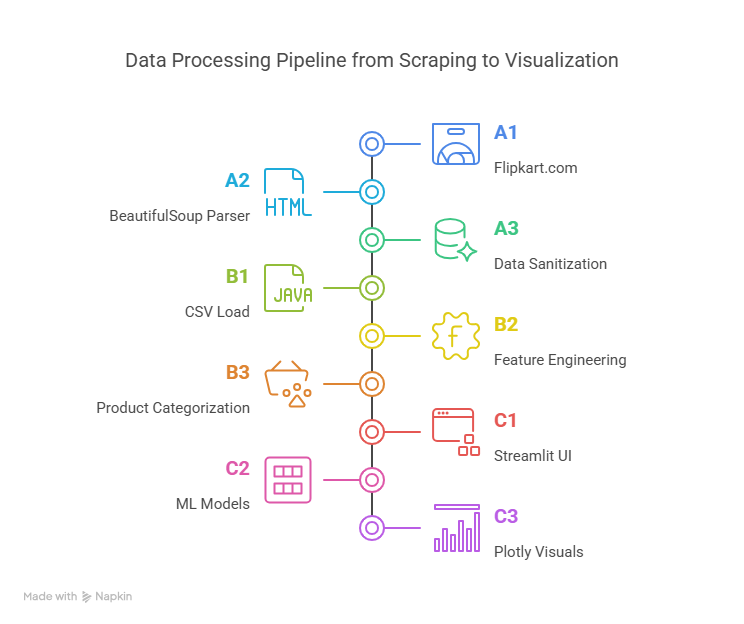 Data Processing Pipeline from Scraping to Visualization
A1
Flipkart.com
A2
HTML
BeautifulSoup Parser
A3
Data Sanitization
B1
JAVA
CSV Load
B2
f
Feature Engineering
B3
Product Categorization
C1
Streamlit UI
C2
ML Models
C3
Plotly Visuals
Made with Napkin